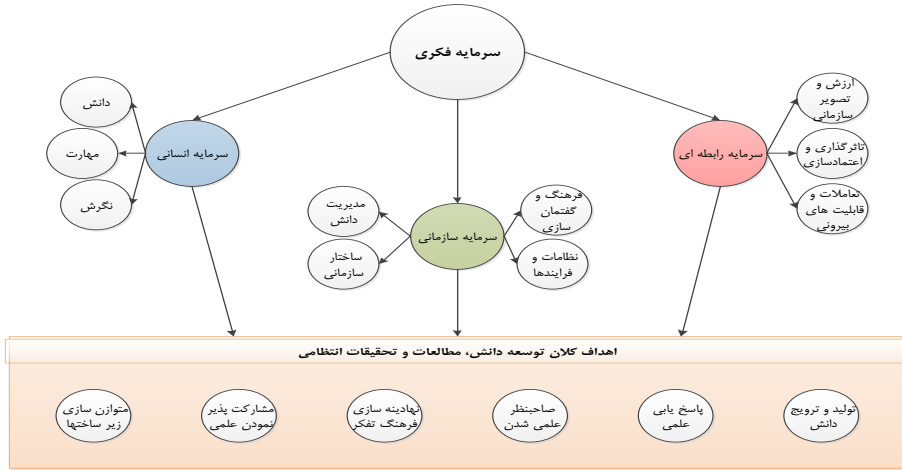 سرمایه فکری
ارزش و
تصویر
سازمانی
تاثرگذاری و
اعتمادسازی
تعاملات و
قابلیت های
بیرونی
سرمایه رابطه ای
فرهنگ و
گفتمان
سازی
نظامات و
فرایندها
سرمایه سازمانی
مدیریت
دانش
ساختار
سازمانی
سرمایه انسانی
دانش
مهارت
نگرش
اهداف کلان توسعه دانش، مطالعات و تحقیقات انتظامی
تولید و ترویج
دانش
پاسخ یابی
علمی
صاحبنظر
علمی شدن
نهادینه سازی
فرهنگ تفکر
مشارکت پذیر
نمودن علمی
متوازن سازی
زیر ساختها